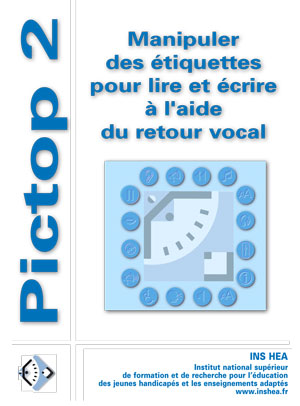 Pictop 2
Manipuler
des étiquettes
pour lire et écrire
à l'aide
du retour vocal
INS HEA
Institut national supérieur
de formation et de recherche pour l'éducation
des jeunes handicapés et les enseignements adaptés
www.inshea.fr